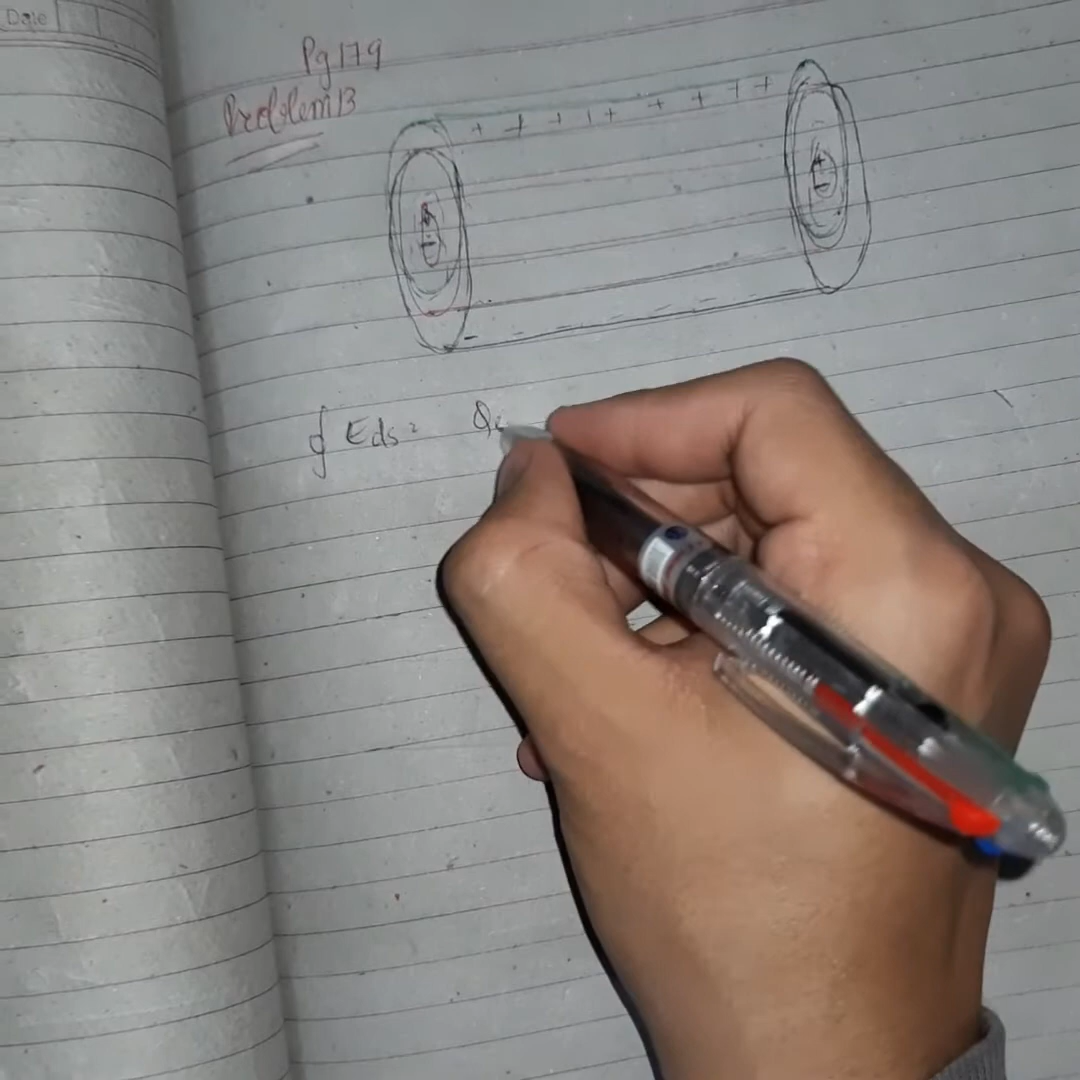 Date
Pg 179
Problem 13
+ + + + + + + + +
∮ Eds =